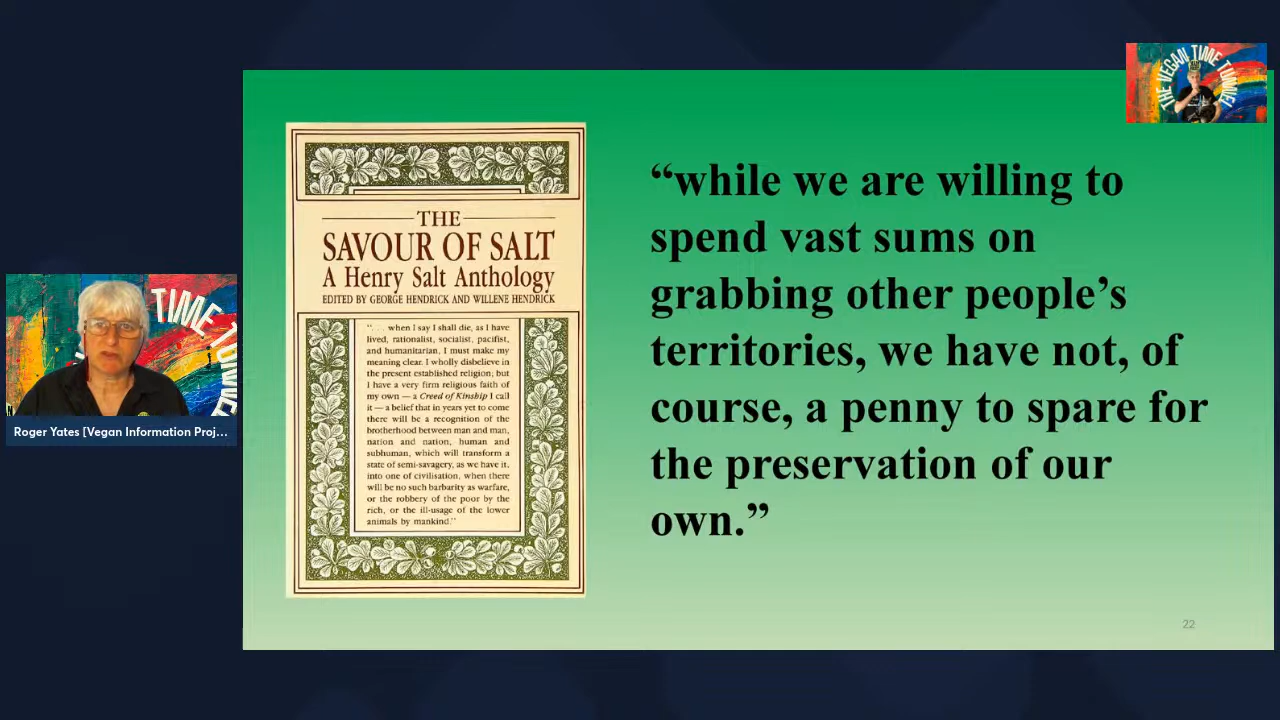 THE VEGAN TIME TUNNEL
THE
SAVOUR OF SALT
A Henry Salt Anthology
EDITED BY GEORGE HENDRICK AND WILLENE HENDRICK
“. . . when I say I shall die, as I have
lived, rationalist, socialist, pacifist,
and humanitarian, I must make my
meaning clear. I wholly disbelieve in
the present established religion; but
I have a very firm religious faith of
my own — a Creed of Kinship I call
it — a belief that in years yet to come
there will be a recognition of the
brotherhood between man and man,
nation and nation, human and
subhuman, which will transform a
state of semi-savagery, as we have it,
into one of civilisation, when there
will be no such barbarity as warfare,
or the robbery of the poor by the
rich, or the ill-usage of the lower
animals by mankind.”
“while we are willing to
spend vast sums on
grabbing other people’s
territories, we have not, of
course, a penny to spare for
the preservation of our
own.”
22
TIME TUNNEL
Roger Yates [Vegan Information Proj...